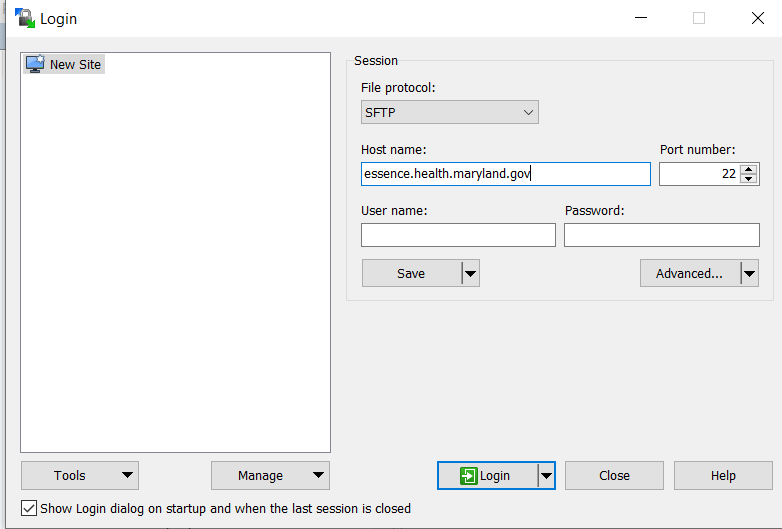 Login
New Site
Session
File protocol:
SFTP
Host name:
Port number:
essence.health.maryland.gov
22
User name:
Password:
Save
Advanced...
Tools
Manage
Login
Close
Help
Show Login dialog on startup and when the last session is closed